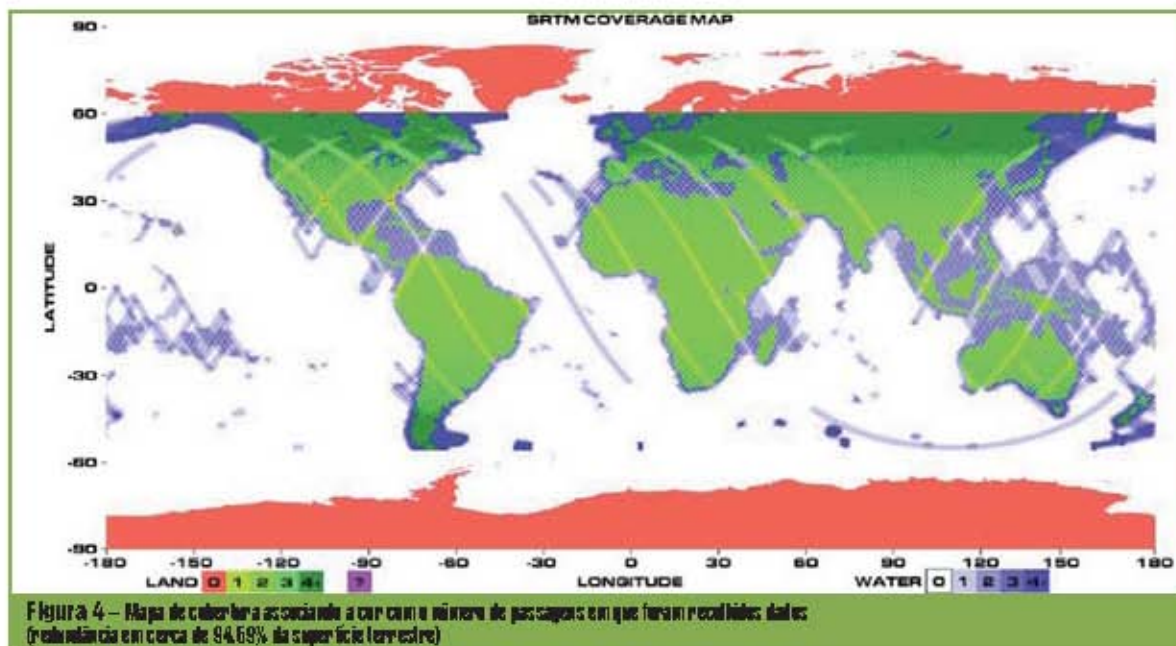 SRTM COVERAGE MAP
90
60
30
0
-30
-60
-90
LATITUDE
-180 -150 -120 -90 -60 -30 0 30 60 90 120 150 180
LAND 0 1 2 3 4+ ? LONGITUDE WATER 0 1 2 3 4+
Figura 4 – Mapa de cobertura associando a cor com o número de passagens em que foram recolhidos dados
(redundância em cerca de 94.59% da superfície terrestre)